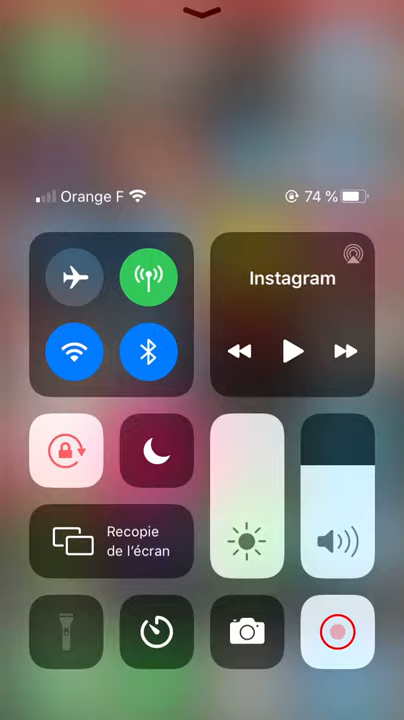 Orange F
74 %
Instagram
Recopie
de l’écran